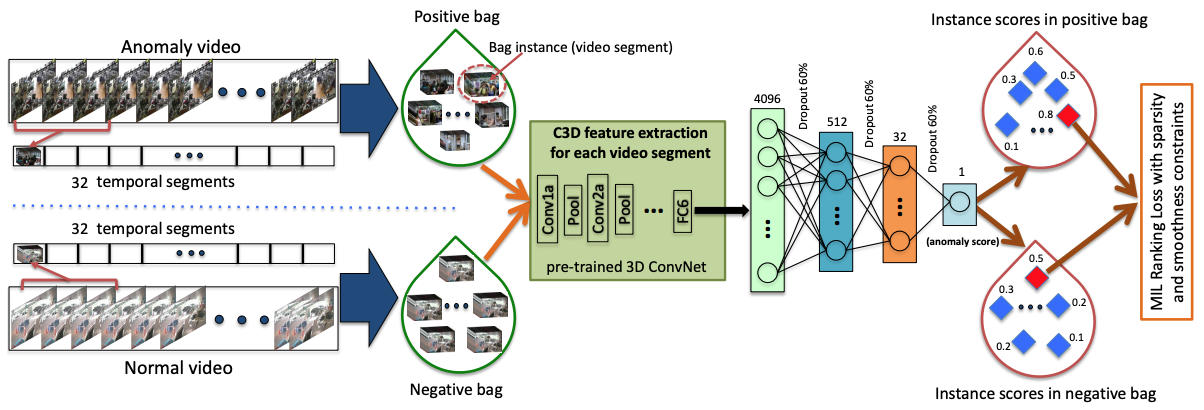 Anomaly video
32 temporal segments
32 temporal segments
Normal video
Positive bag
Bag instance (video segment)
Negative bag
C3D feature extraction
for each video segment
Conv1a
Pool
Conv2a
Pool
FC6
pre-trained 3D ConvNet
4096
Dropout 60%
512
Dropout 60%
32
Dropout 60%
1
(anomaly score)
Instance scores in positive bag
0.6
0.3
0.5
0.8
0.1
0.5
0.3
0.2
0.2
0.1
Instance scores in negative bag
MIL Ranking Loss with sparsity
and smoothness constraints